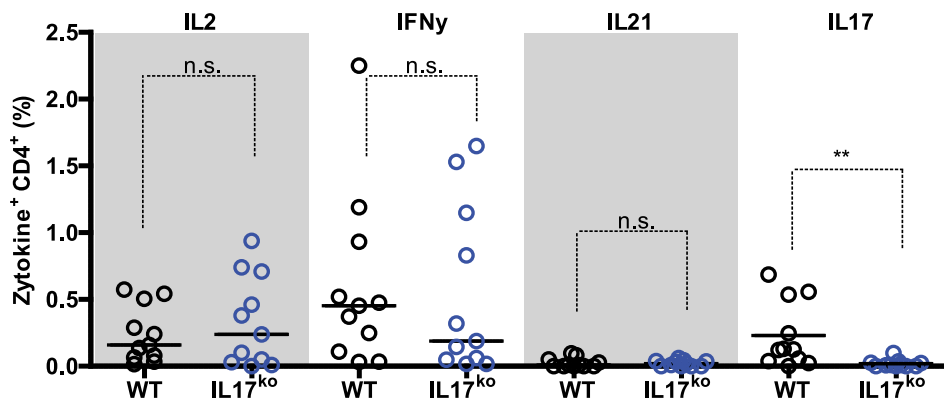 IL2 IFNy IL21 IL17
2.5
n.s. n.s.
2.0
1.5
**
1.0
n.s.
0.5
0.0
Zytokine⁺ CD4⁺ (%)
WT IL17ᵏᵒ WT IL17ᵏᵒ WT IL17ᵏᵒ WT IL17ᵏᵒ